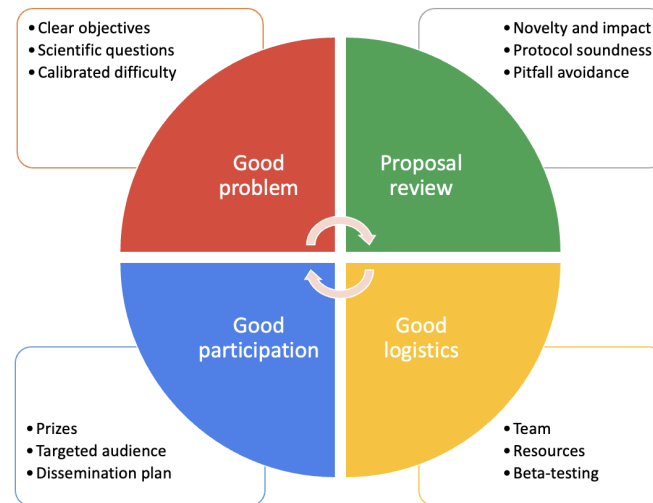 • Clear objectives
• Scientific questions
• Calibrated difficulty
• Novelty and impact
• Protocol soundness
• Pitfall avoidance
Good
problem
Proposal
review
Good
participation
Good
logistics
• Prizes
• Targeted audience
• Dissemination plan
• Team
• Resources
• Beta-testing